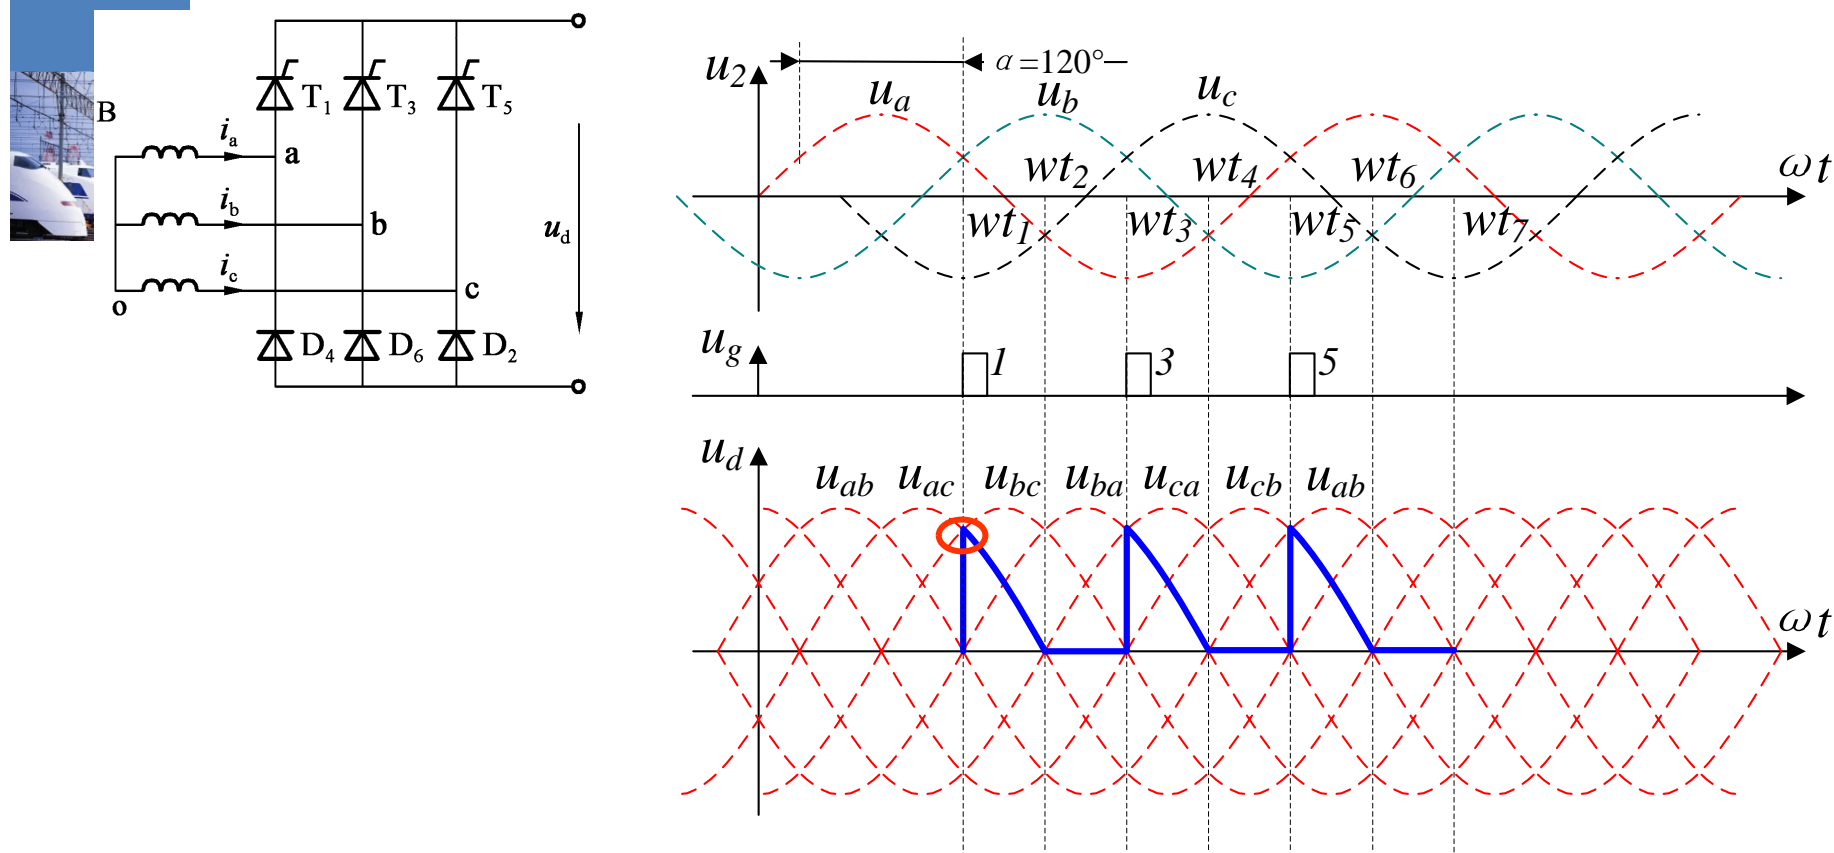 B
T1 T3 T5
ia
a
ib
b
ud
ic
c
o
D4 D6 D2
α=120°
u2
ua ub uc
wt2 wt4 wt6
ωt
wt1 wt3 wt5 wt7
ug
1 3 5
ud
uab uac ubc uba uca ucb uab
ωt